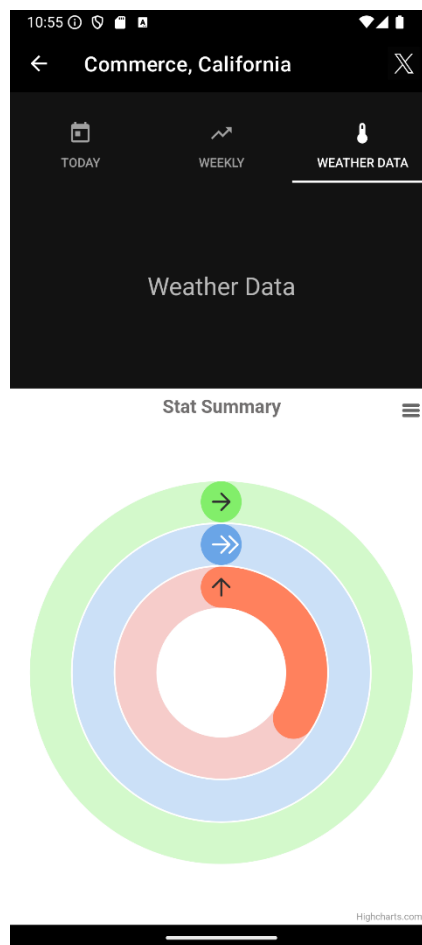 10:55
Commerce, California
TODAY
WEEKLY
WEATHER DATA
Weather Data
Stat Summary
Highcharts.com